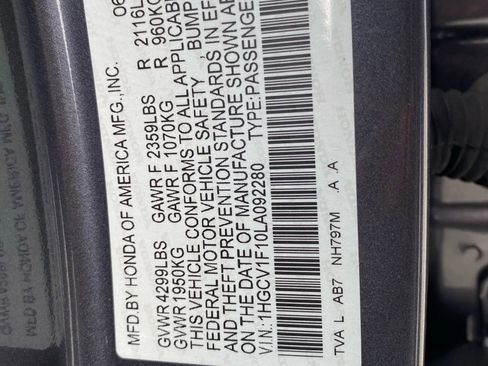 MFD.BY HONDA OF AMERICA MFG.,INC. 06
GVWR 4299LBS GAWR F 2359LBS R 2116L
GVWR 1950KG GAWR F 1070KG R 960KG
THIS VEHICLE CONFORMS TO ALL APPLICAB
FEDERAL MOTOR VEHICLE SAFETY, BUMP
AND THEFT PREVENTION STANDARDS IN EF
ON THE DATE OF MANUFACTURE SHOWN AB
V.I.N.: 1HGCV1F10LA092280 TYPE:PASSENGE
TVA L AB7 NH797M A A